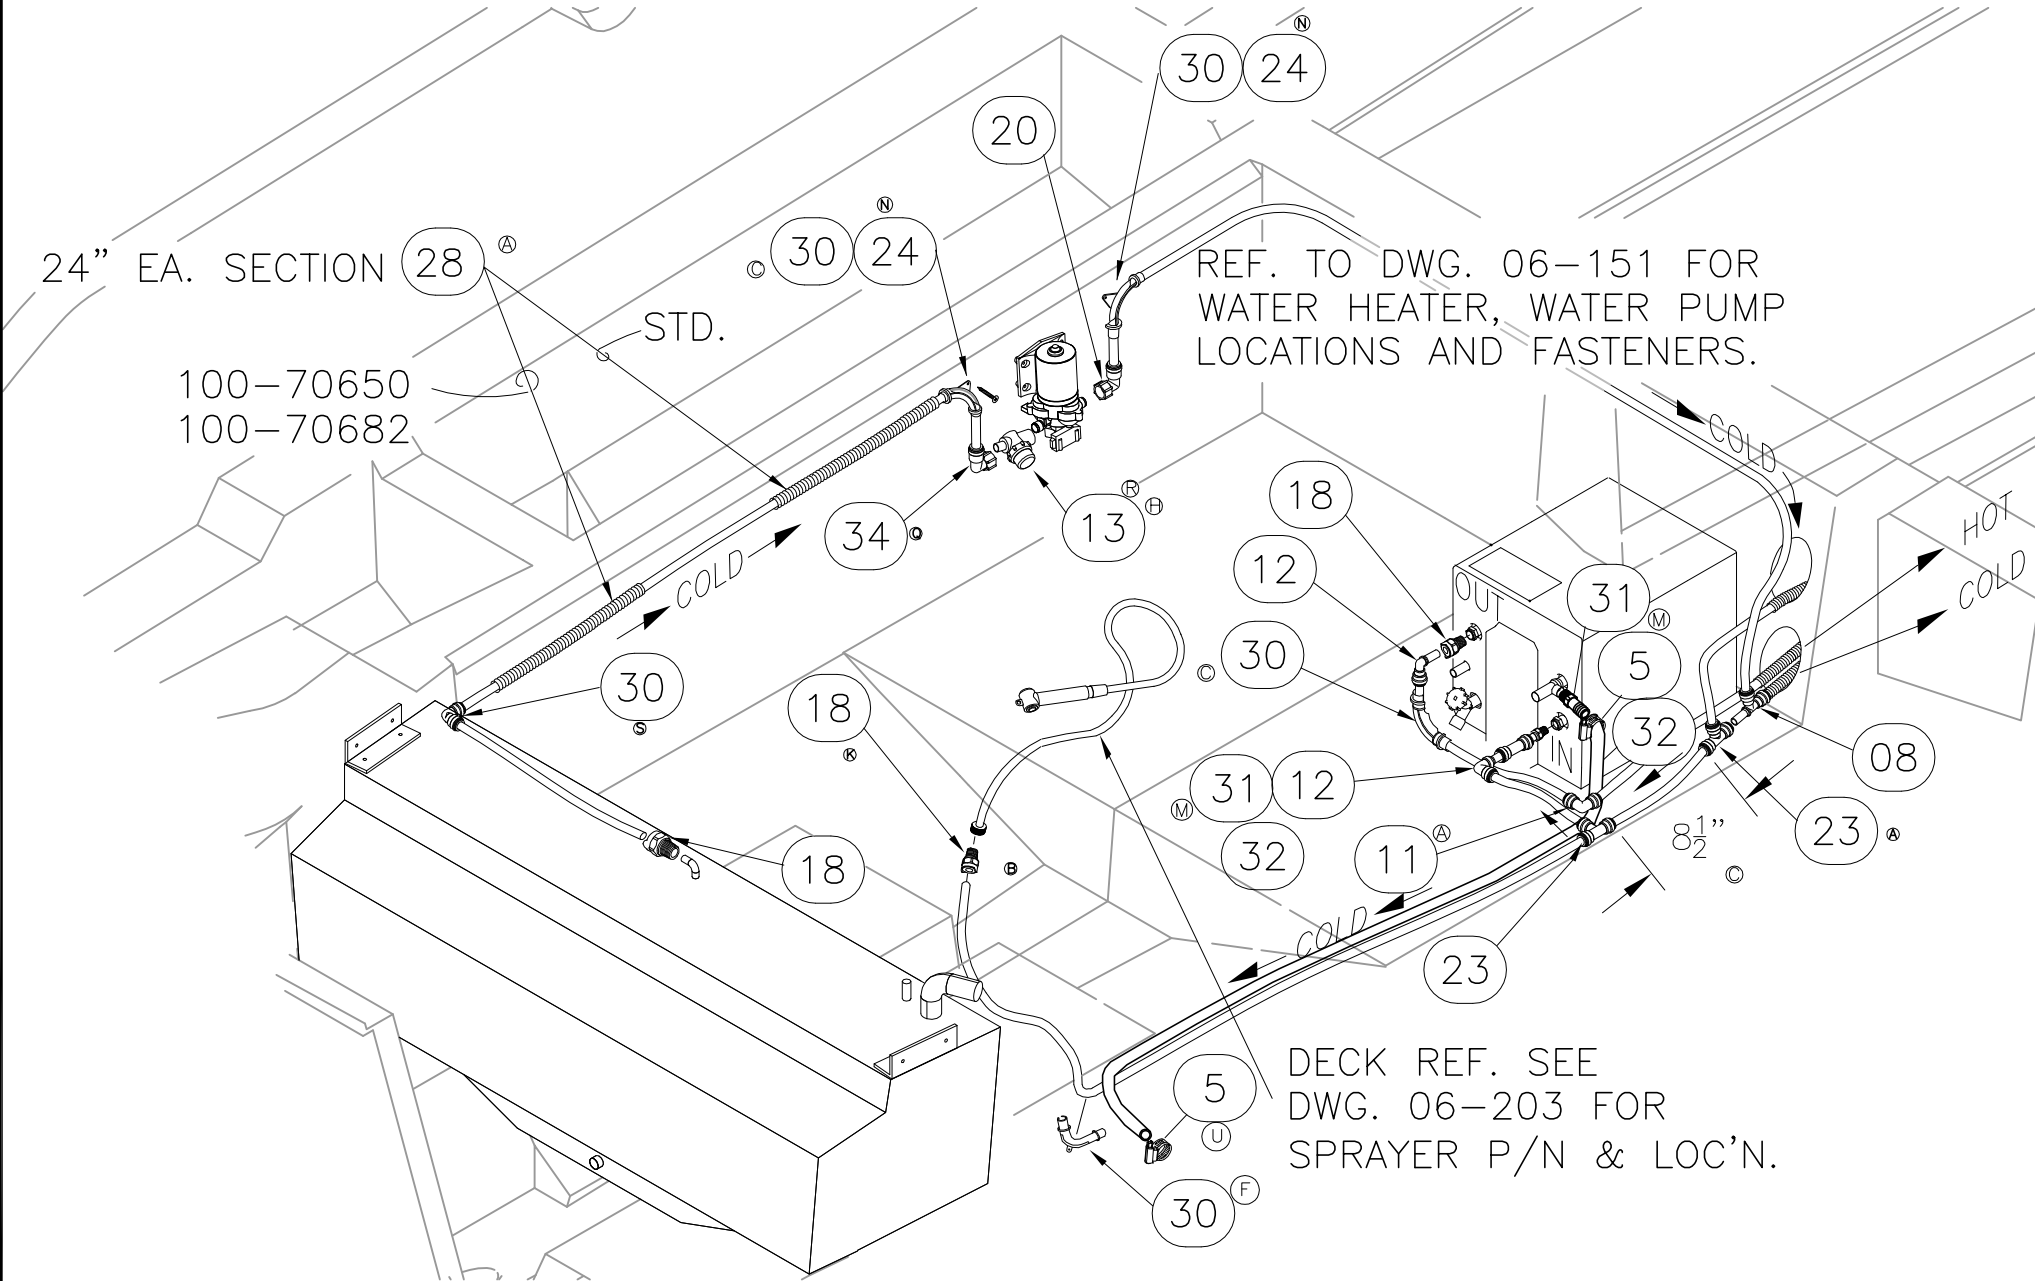 N
30 24
20
N
C 30 24
24” EA. SECTION 28 A
STD.
REF. TO DWG. 06–151 FOR
WATER HEATER, WATER PUMP
LOCATIONS AND FASTENERS.
100–70650
100–70682
COLD
18
R
34 13 H
12
HOT
COLD
COLD
OUT
31
M
30
S
C 30
5
18
K
32
IN
08
M 31 12
32
18
11 A
8½”
23 A
C
COLD
23
5
U
DECK REF. SEE
DWG. 06–203 FOR
SPRAYER P/N & LOC’N.
30 F